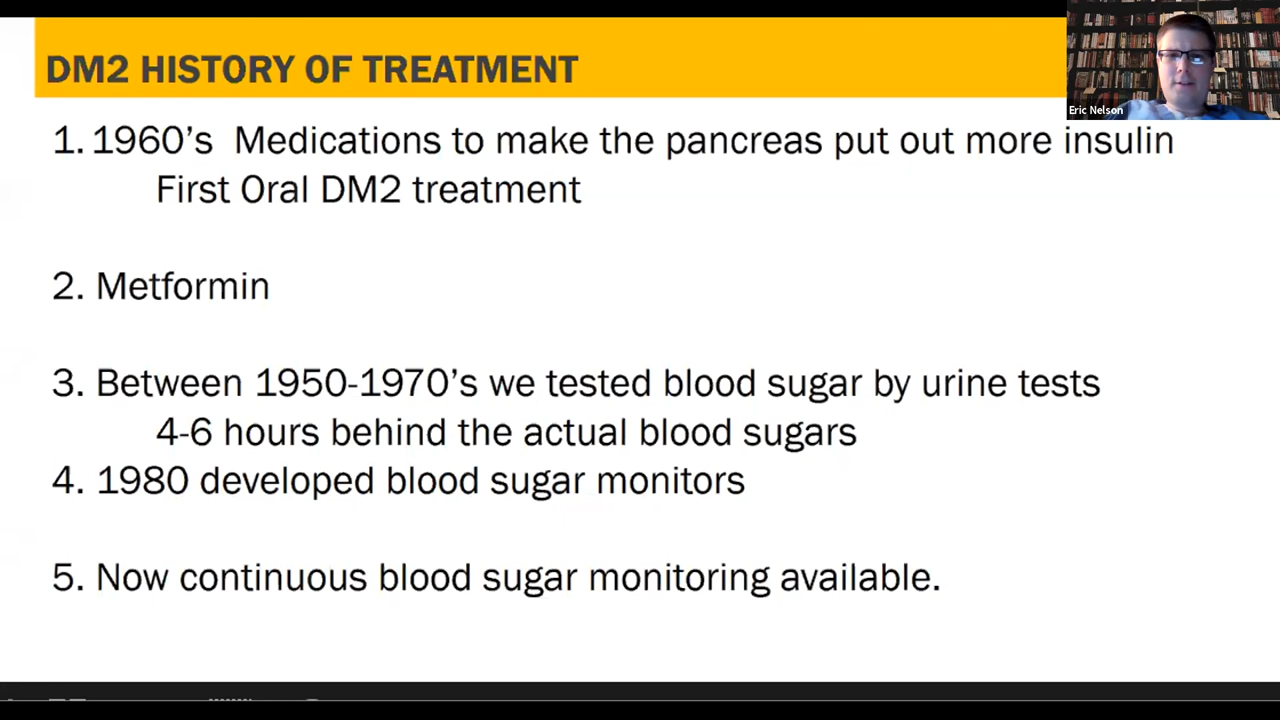 DM2 HISTORY OF TREATMENT
Eric Nelson
1. 1960’s Medications to make the pancreas put out more insulin
First Oral DM2 treatment
2. Metformin
3. Between 1950-1970’s we tested blood sugar by urine tests
4-6 hours behind the actual blood sugars
4. 1980 developed blood sugar monitors
5. Now continuous blood sugar monitoring available.